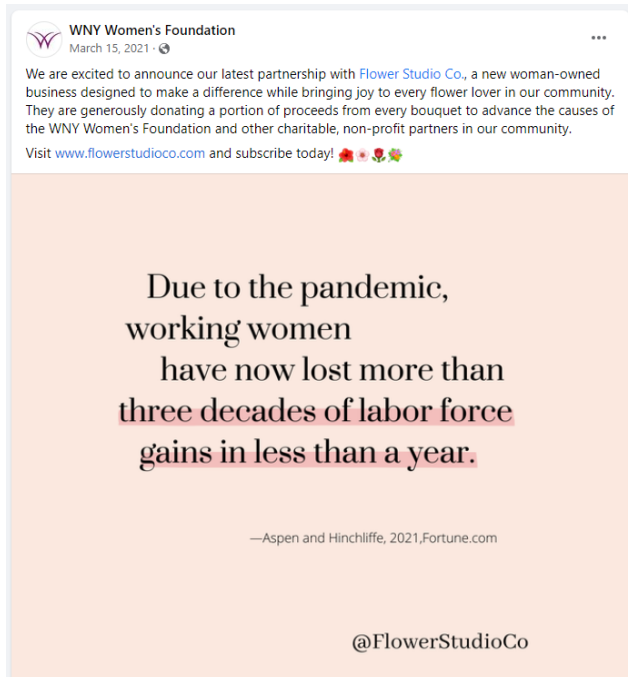 WNY Women's Foundation
March 15, 2021 ·
We are excited to announce our latest partnership with Flower Studio Co., a new woman-owned
business designed to make a difference while bringing joy to every flower lover in our community.
They are generously donating a portion of proceeds from every bouquet to advance the causes of
the WNY Women's Foundation and other charitable, non-profit partners in our community.
Visit www.flowerstudioco.com and subscribe today! 🌺🌸🌹💐
Due to the pandemic,
working women
have now lost more than
three decades of labor force
gains in less than a year.
—Aspen and Hinchliffe, 2021,Fortune.com
@FlowerStudioCo